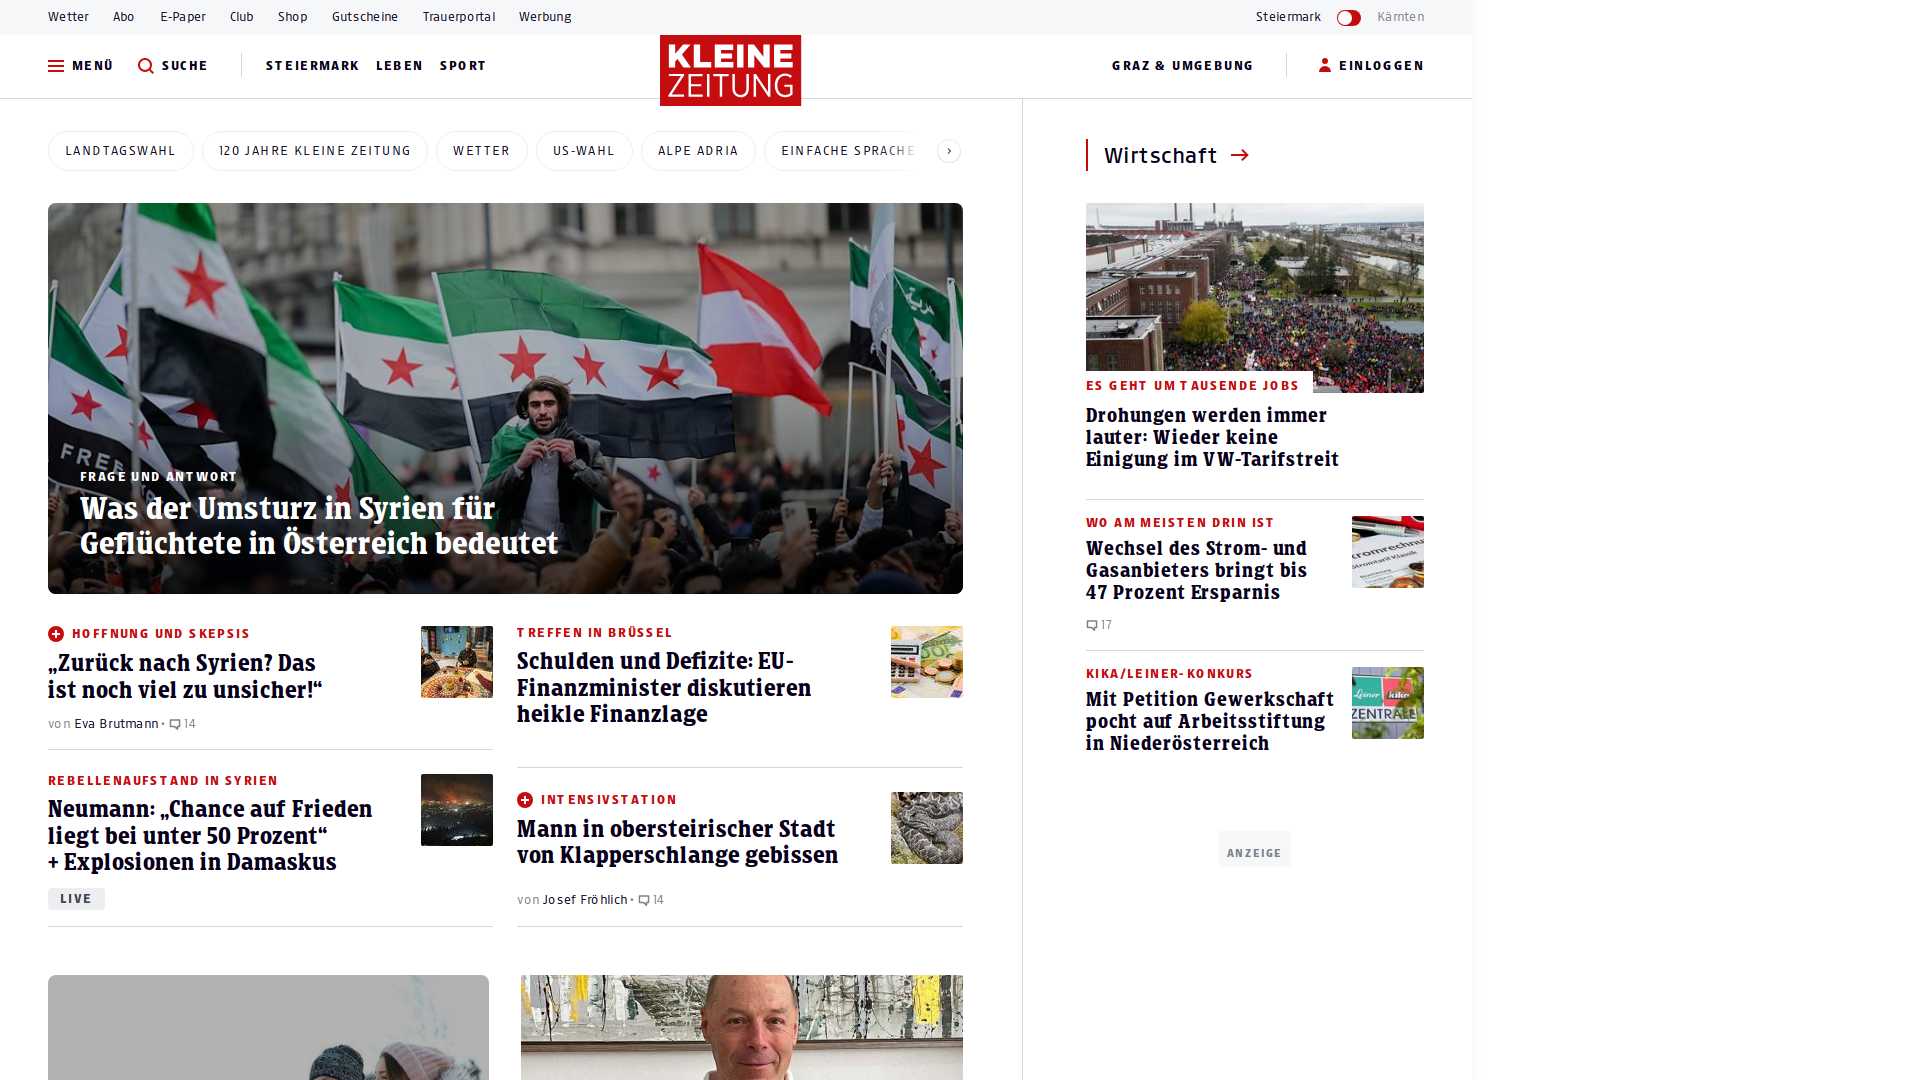 Wetter Abo E-Paper Club Shop Gutscheine Trauerportal Werbung Steiermark Kärnten
MENÜ SUCHE STEIERMARK LEBEN SPORT
KLEINE
ZEITUNG
GRAZ & UMGEBUNG EINLOGGEN
LANDTAGSWAHL 120 JAHRE KLEINE ZEITUNG WETTER US-WAHL ALPE ADRIA EINFACHE SPRACHE
FREE
FRAGE UND ANTWORT
Was der Umsturz in Syrien für
Geflüchtete in Österreich bedeutet
HOFFNUNG UND SKEPSIS
„Zurück nach Syrien? Das
ist noch viel zu unsicher!“
von Eva Brutmann • 14
REBELLENAUFSTAND IN SYRIEN
Neumann: „Chance auf Frieden
liegt bei unter 50 Prozent“
+ Explosionen in Damaskus
LIVE
TREFFEN IN BRÜSSEL
Schulden und Defizite: EU-
Finanzminister diskutieren
heikle Finanzlage
INTENSIVSTATION
Mann in obersteirischer Stadt
von Klapperschlange gebissen
von Josef Fröhlich • 14
Wirtschaft →
ES GEHT UM TAUSENDE JOBS
Drohungen werden immer
lauter: Wieder keine
Einigung im VW-Tarifstreit
WO AM MEISTEN DRIN IST
Wechsel des Strom- und
Gasanbieters bringt bis
47 Prozent Ersparnis
17
KIKA/LEINER-KONKURS
Mit Petition Gewerkschaft
pocht auf Arbeitsstiftung
in Niederösterreich
Leiner kika
ZENTRALE
ANZEIGE